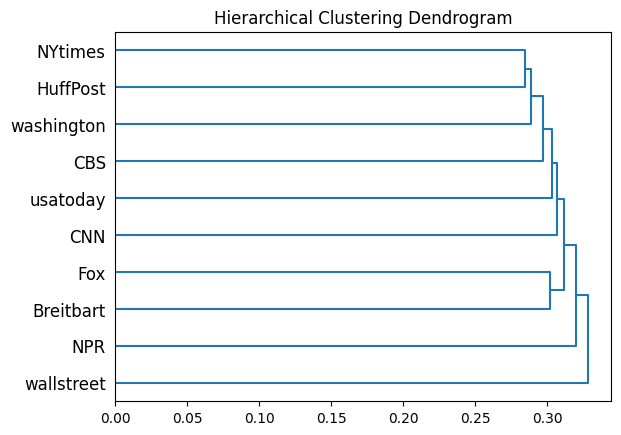 Hierarchical Clustering Dendrogram
NYtimes
HuffPost
washington
CBS
usatoday
CNN
Fox
Breitbart
NPR
wallstreet
0.00 0.05 0.10 0.15 0.20 0.25 0.30